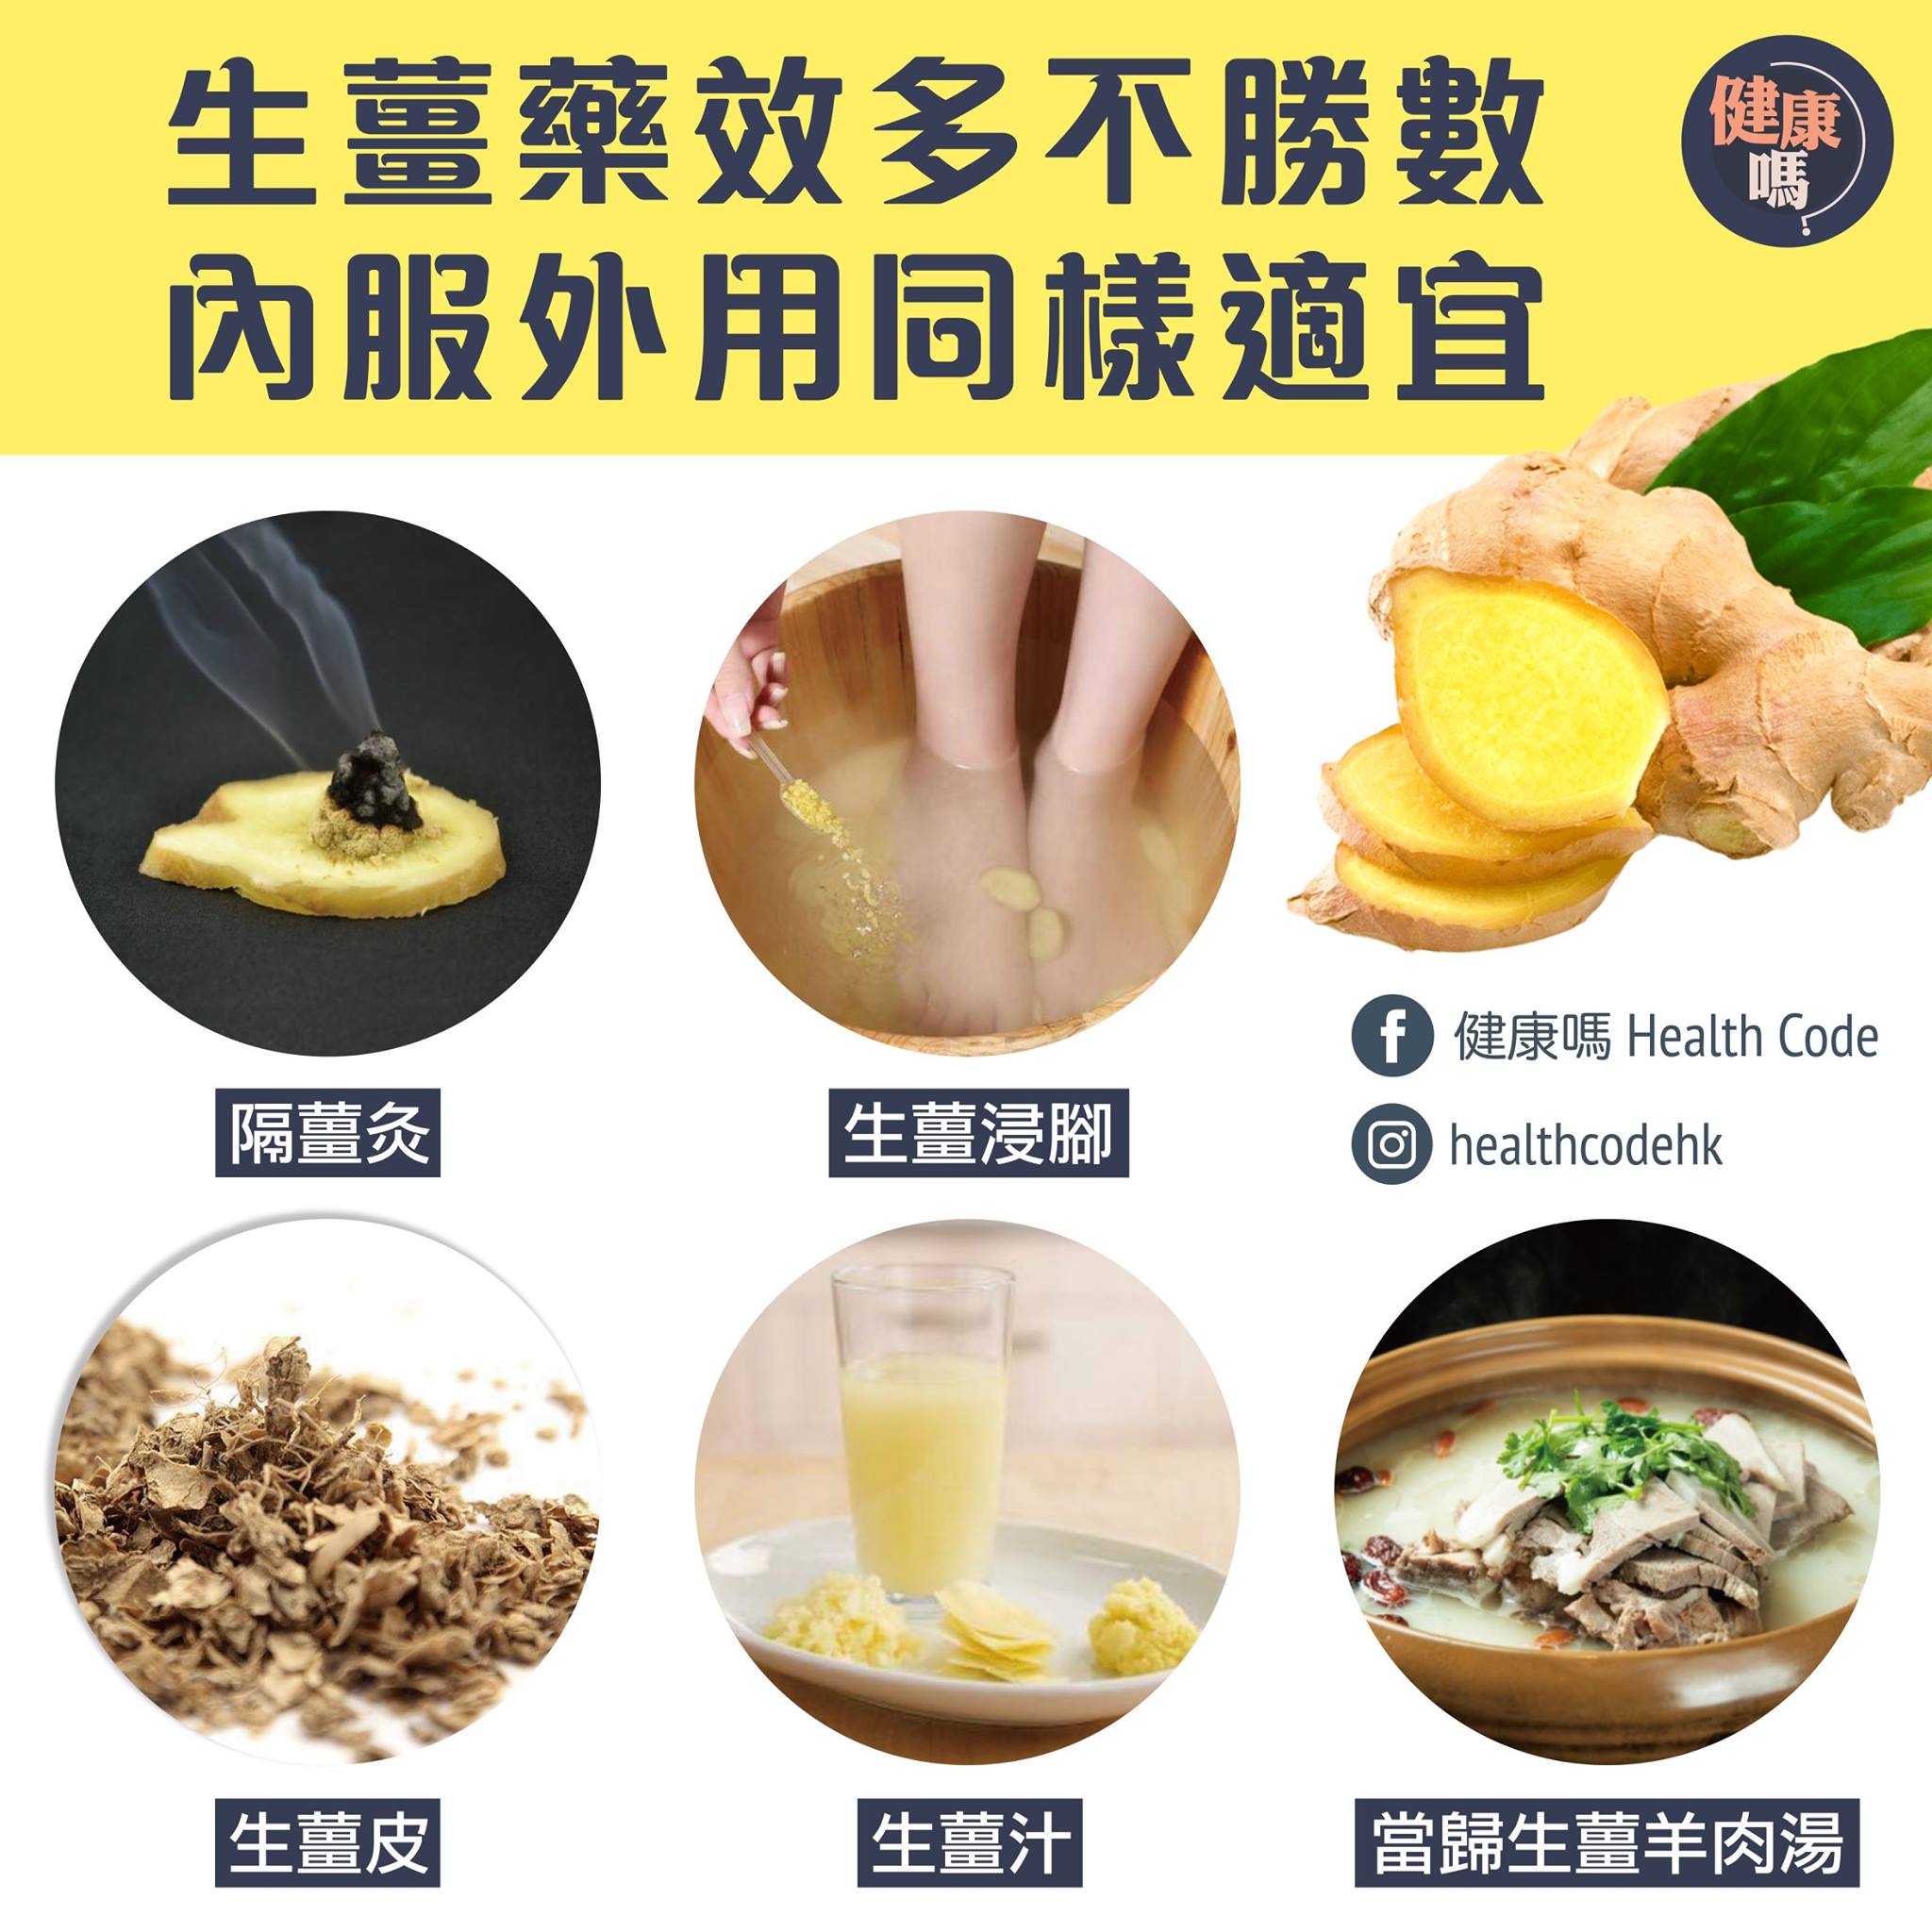 生薑藥效多不勝數
內服外用同樣適宜
健康
嗎?
隔薑灸
生薑浸腳
健康嗎 Health Code
healthcodehk
生薑皮
生薑汁
當歸生薑羊肉湯